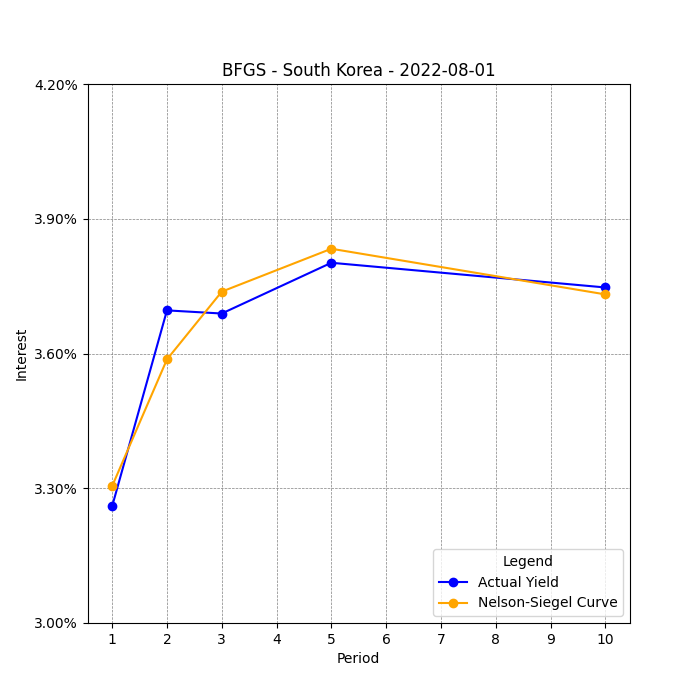 BFGS - South Korea - 2022-08-01
4.20%
3.90%
3.60%
3.30%
3.00%
Interest
1 2 3 4 5 6 7 8 9 10
Period
Legend
Actual Yield
Nelson-Siegel Curve